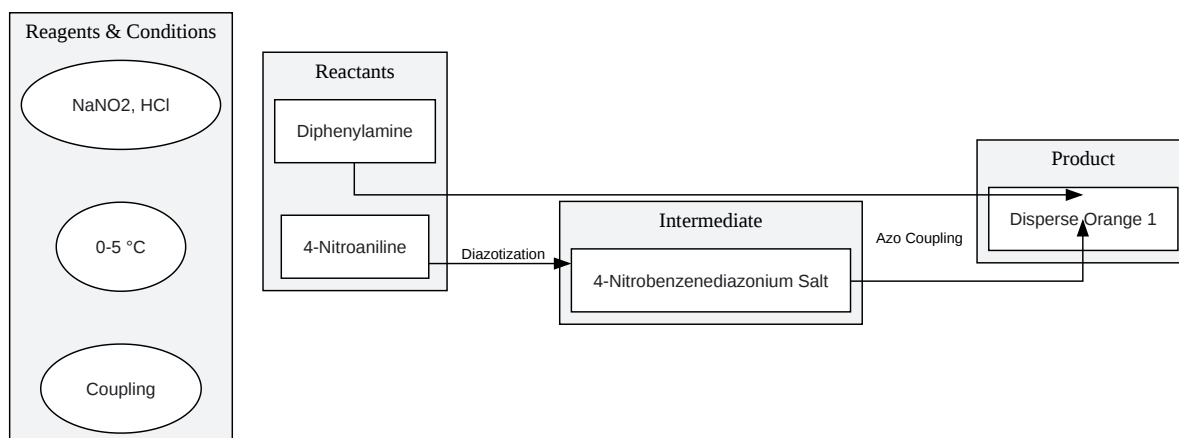 Reagents & Conditions
NaNO2, HCl
0-5 °C
Coupling
Reactants
Diphenylamine
4-Nitroaniline
Diazotization
Intermediate
4-Nitrobenzenediazonium Salt
Azo Coupling
Product
Disperse Orange 1